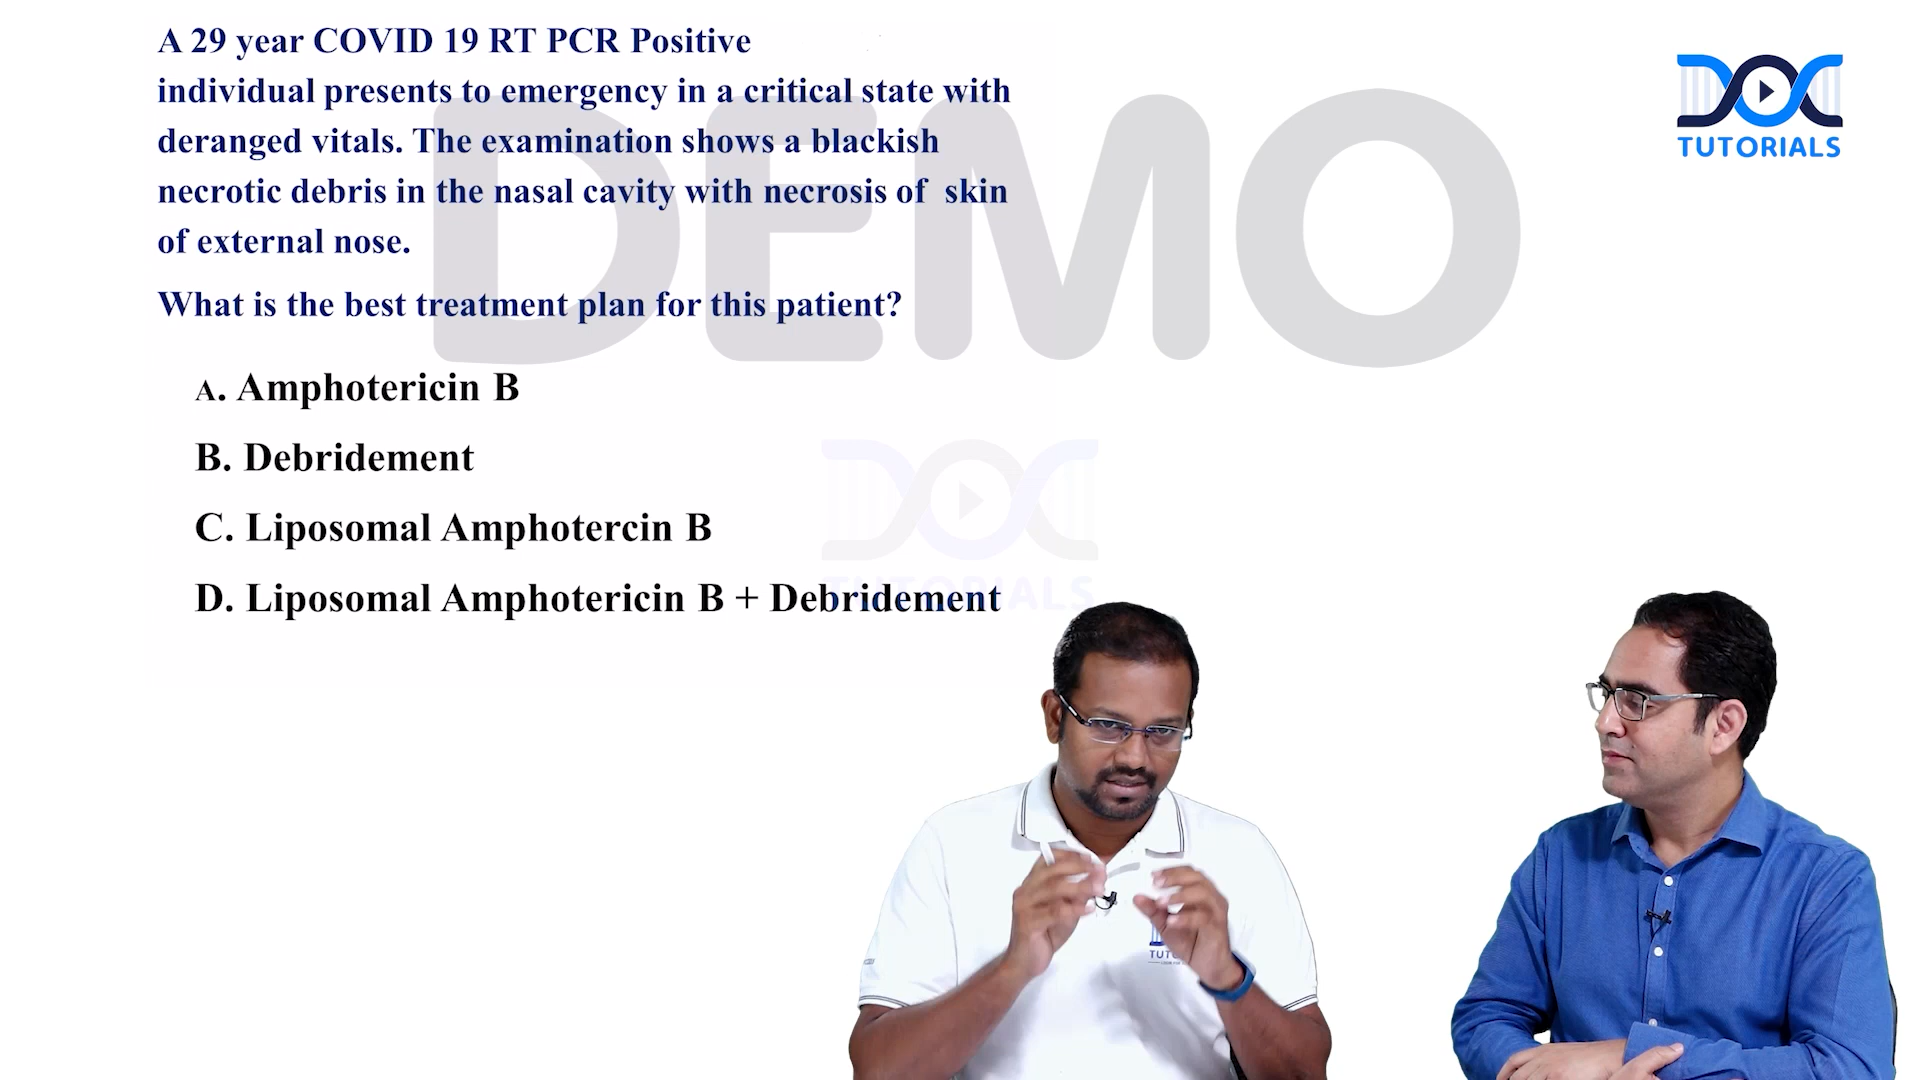 A 29 year COVID 19 RT PCR Positive
individual presents to emergency in a critical state with
deranged vitals. The examination shows a blackish
necrotic debris in the nasal cavity with necrosis of skin
of external nose.
What is the best treatment plan for this patient?
A. Amphotericin B
B. Debridement
C. Liposomal Amphotercin B
D. Liposomal Amphotericin B + Debridement
DEMO
DOC
TUTORIALS
DOC
TUTORIALS